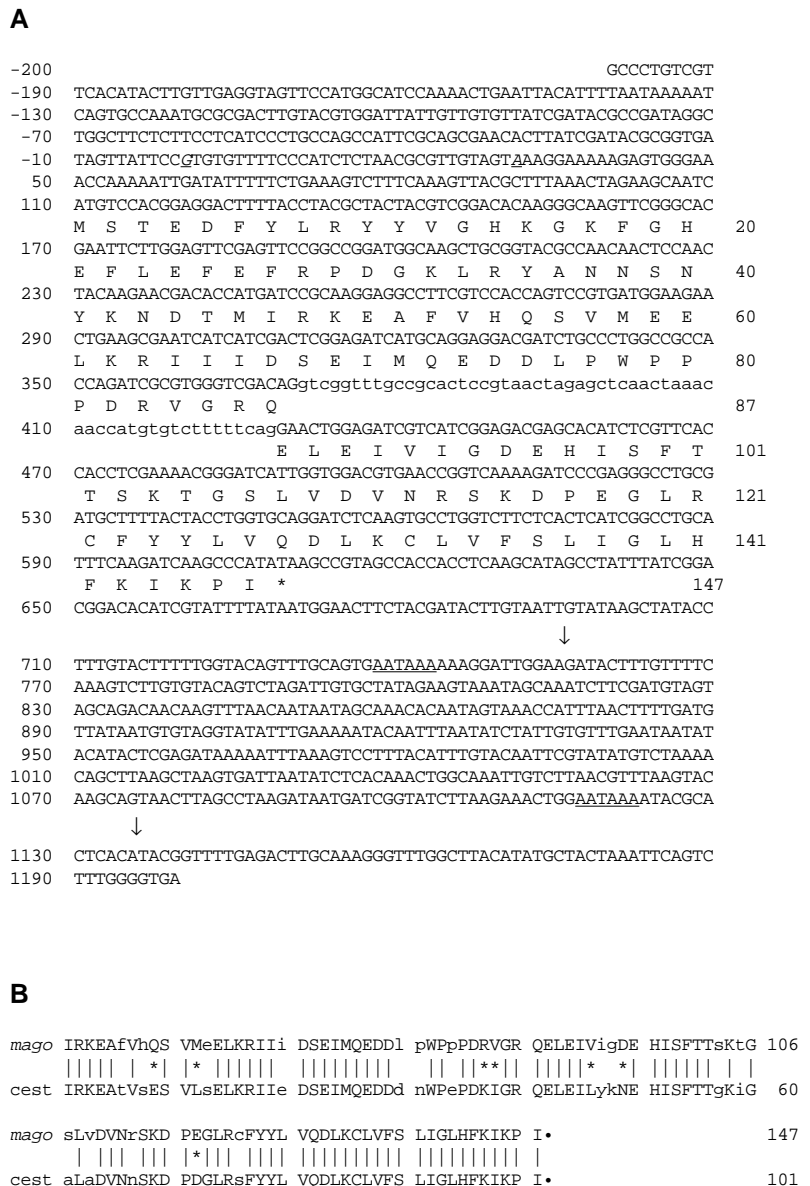 A
-200 GCCCTGTCGT
-190 TCACATACTTGTTGAGGTAGTTCCATGGCATCCAAAACTGAATTACATTTTAATAAAAAT
-130 CAGTGCCAAATGCGCGACTTGTACGTGGATTATTGTTGTGTTATCGATACGCCGATAGGC
-70 TGGCTTCTCTTCCTCATCCCTGCCAGCCATTCGCAGCGAACACTTATCGATACGCGGTGA
-10 TAGTTATTCCGTGTGTTTTCCCATCTCTAACGCGTTGTAGTAAAGGAAAAAGAGTGGGAA
50 ACCAAAAATTGATATTTTTCTGAAAGTCTTTCAAAGTTACGCTTTAAACTAGAAGCAATC
110 ATGTCCACGGAGGACTTTTACCTACGCTACTACGTCGGACACAAGGGCAAGTTCGGGCAC
M S T E D F Y L R Y Y V G H K G K F G H 20
170 GAATTCTTGGAGTTCGAGTTCCGGCCGGATGGCAAGCTGCGGTACGCCAACAACTCCAAC
E F L E F E F R P D G K L R Y A N N S N 40
230 TACAAGAACGACACCATGATCCGCAAGGAGGCCTTCGTCCACCAGTCCGTGATGGAAGAA
Y K N D T M I R K E A F V H Q S V M E E 60
290 CTGAAGCGAATCATCATCGACTCGGAGATCATGCAGGAGGACGATCTGCCCTGGCCGCCA
L K R I I I D S E I M Q E D D L P W P P 80
350 CCAGATCGCGTGGGTCGACAGgtcggtttgccgcactccgtaactagagctcaactaaac
P D R V G R Q 87
410 aaccatgtgtctttttcagGAACTGGAGATCGTCATCGGAGACGAGCACATCTCGTTCAC
E L E I V I G D E H I S F T 101
470 CACCTCGAAAACGGGATCATTGGTGGACGTGAACCGGTCAAAAGATCCCGAGGGCCTGCG
T S K T G S L V D V N R S K D P E G L R 121
530 ATGCTTTTACTACCTGGTGCAGGATCTCAAGTGCCTGGTCTTCTCACTCATCGGCCTGCA
C F Y Y L V Q D L K C L V F S L I G L H 141
590 TTTCAAGATCAAGCCCATATAAGCCGTAGCCACCACCTCAAGCATAGCCTATTTATCGGA
F K I K P I * 147
650 CGGACACATCGTATTTTATAATGGAACTTCTACGATACTTGTAATTGTATAAGCTATACC
↓
710 TTTGTACTTTTTGGTACAGTTTGCAGTGAATAAAAAAGGATTGGAAGATACTTTGTTTTC
770 AAAGTCTTGTGTACAGTCTAGATTGTGCTATAGAAGTAAATAGCAAATCTTCGATGTAGT
830 AGCAGACAACAAGTTTAACAATAATAGCAAACACAATAGTAAACCATTTAACTTTTGATG
890 TTATAATGTGTAGGTATATTTGAAAAATACAATTTAATATCTATTGTGTTTGAATAATAT
950 ACATACTCGAGATAAAAATTTAAAGTCCTTTACATTTGTACAATTCGTATATGTCTAAAA
1010 CAGCTTAAGCTAAGTGATTAATATCTCACAAACTGGCAAATTGTCTTAACGTTTAAGTAC
1070 AAGCAGTAACTTAGCCTAAGATAATGATCGGTATCTTAAGAAACTGGAATAAAATACGCA
↓
1130 CTCACATACGGTTTTGAGACTTGCAAAGGGTTTGGCTTACATATGCTACTAAATTCAGTC
1190 TTTGGGGTGA
B
mago IRKEAfVhQS VMeELKRIIi DSEIMQEDDl pWPpPDRVGR QELEIVigDE HISFTTsKtG 106
||||| | *| |* |||||| ||||||||| || ||**|| |||||* *| |||||| | |
cest IRKEAtVsES VLsELKRIIe DSEIMQEDDd nWPePDKIGR QELEILykNE HISFTTgKiG 60
mago sLvDVNrSKD PEGLRcFYYL VQDLKCLVFS LIGLHFKIKP I• 147
| ||| ||| |*||| |||| |||||||||| |||||||||| |
cest aLaDVNnSKD PDGLRsFYYL VQDLKCLVFS LIGLHFKIKP I• 101